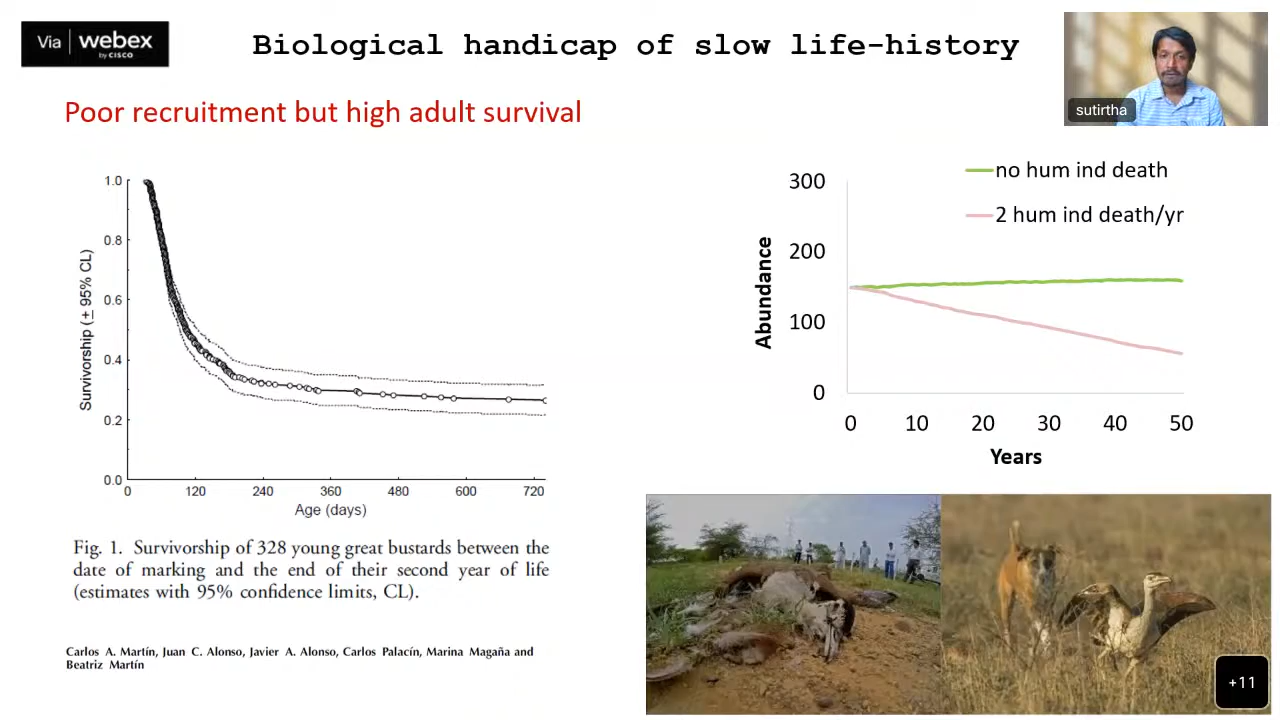 Via webex
by CISCO
Biological handicap of slow life-history
sutirtha
Poor recruitment but high adult survival
1.0
0.8
0.6
0.4
0.2
0.0
Survivorship (± 95% CL)
0 120 240 360 480 600 720
Age (days)
Fig. 1. Survivorship of 328 young great bustards between the
date of marking and the end of their second year of life
(estimates with 95% confidence limits, CL).
Carlos A. Martín, Juan C. Alonso, Javier A. Alonso, Carlos Palacín, Marina Magaña and
Beatriz Martín
no hum ind death
2 hum ind death/yr
300
200
100
0
Abundance
0 10 20 30 40 50
Years
+11